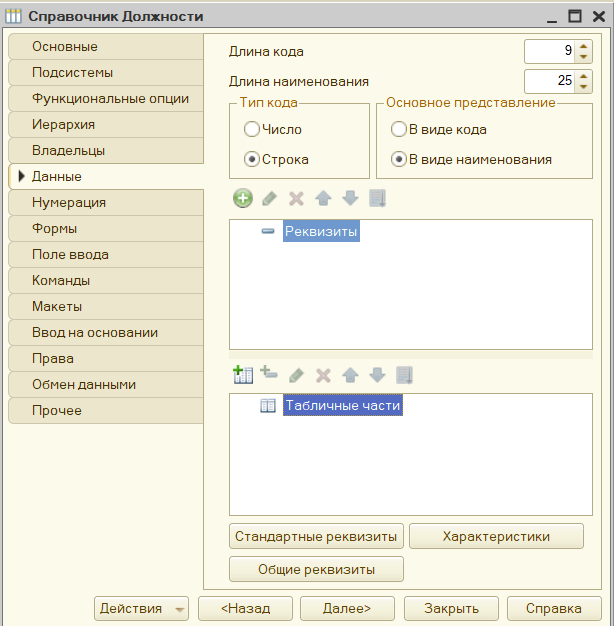 Справочник Должности
Основные
Подсистемы
Функциональные опции
Иерархия
Владельцы
Данные
Нумерация
Формы
Поле ввода
Команды
Макеты
Ввод на основании
Права
Обмен данными
Прочее
Длина кода 9
Длина наименования 25
Тип кода
Число
Строка
Основное представление
В виде кода
В виде наименования
Реквизиты
Табличные части
Стандартные реквизиты Характеристики
Общие реквизиты
Действия <Назад Далее> Закрыть Справка